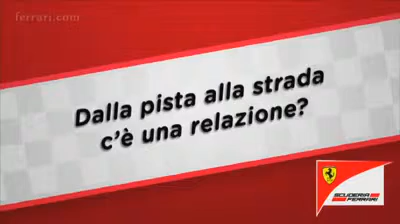 ferrari.com
Dalla pista alla strada
c'è una relazione?
SCUDERIA
FERRARI